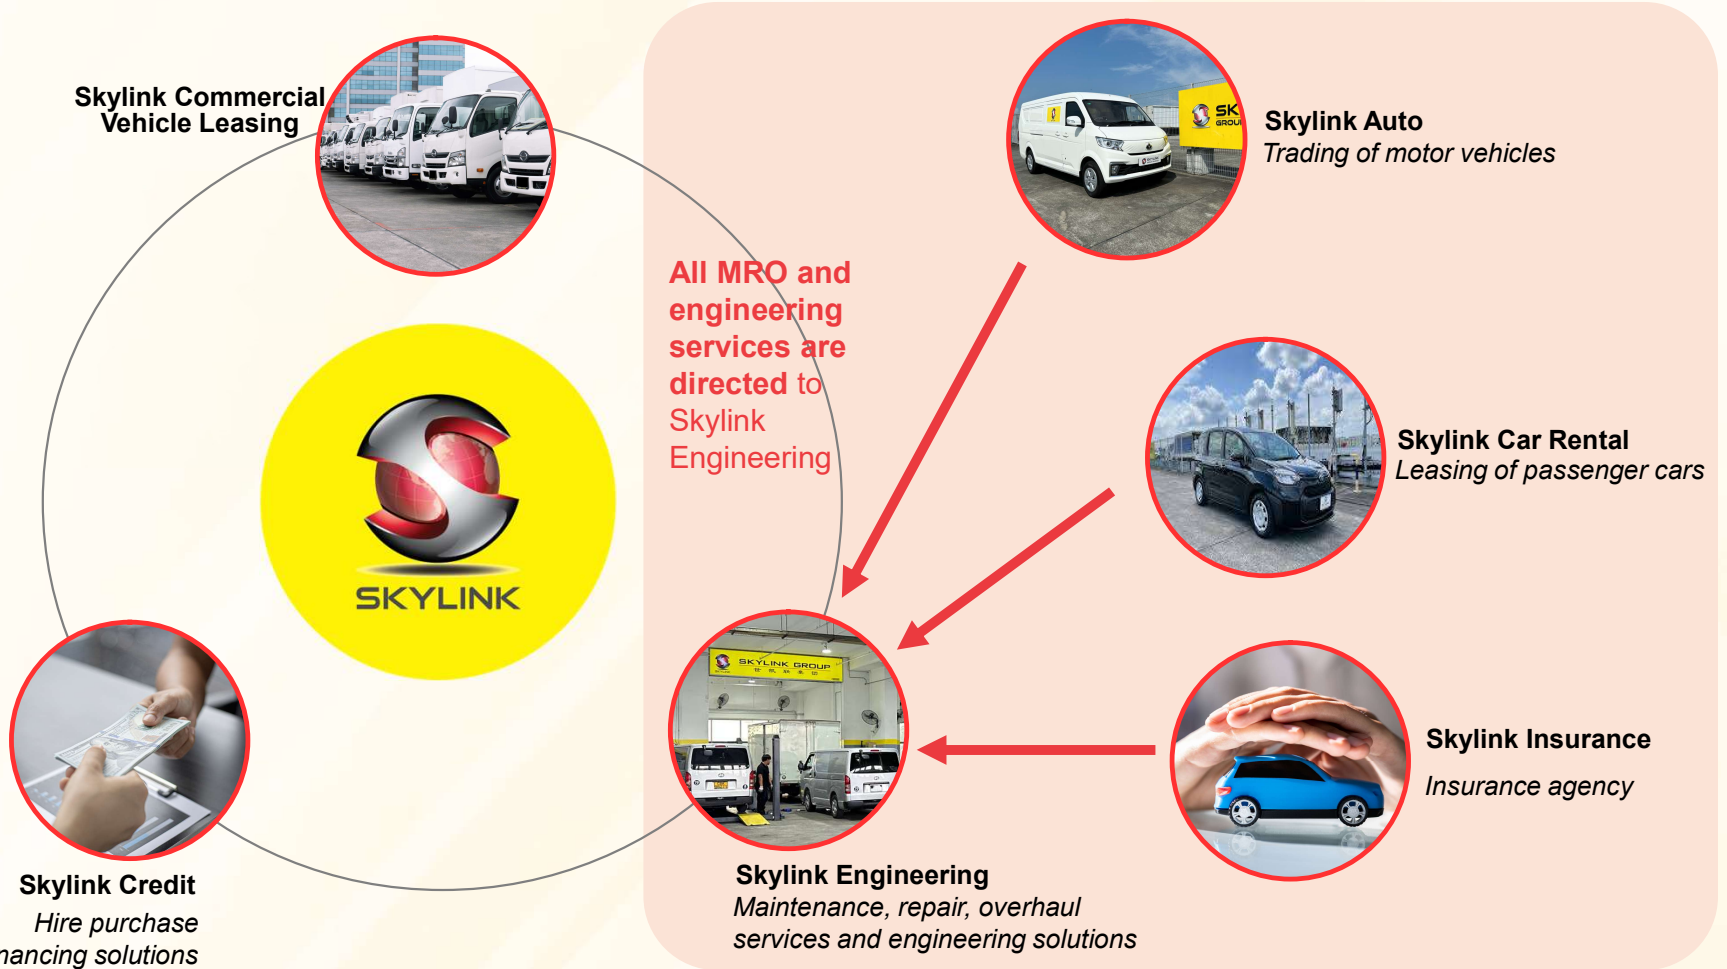 Skylink Commercial
Vehicle Leasing
SK
GROU
Skylink Auto
Trading of motor vehicles
All MRO and
engineering
services are
directed to
Skylink
Engineering
Skylink Car Rental
Leasing of passenger cars
SKYLINK
SKYLINK GROUP
Skylink Insurance
Insurance agency
Skylink Engineering
Maintenance, repair, overhaul
services and engineering solutions
Skylink Credit
Hire purchase
nancing solutions